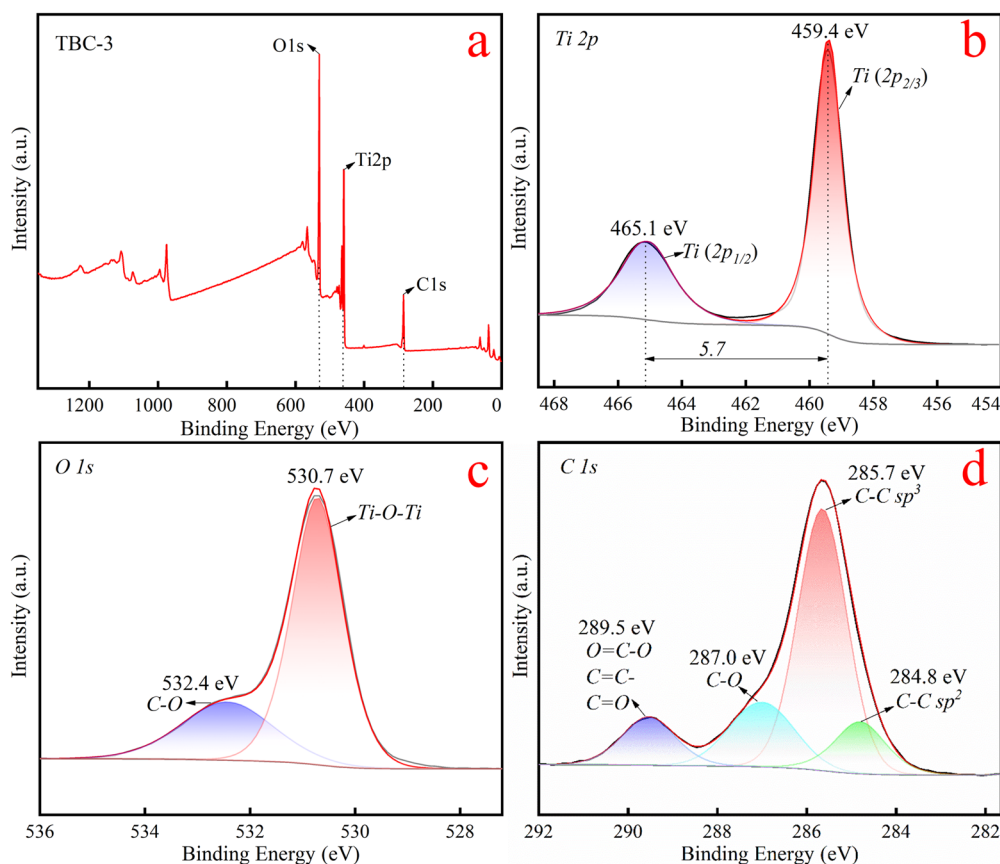 TBC-3
a
O1s
Ti2p
C1s
Intensity (a.u.)
1200 1000 800 600 400 200 0
Binding Energy (eV)
Ti 2p
459.4 eV
b
Ti (2p2/3)
465.1 eV
Ti (2p1/2)
5.7
Intensity (a.u.)
468 466 464 462 460 458 456 454
Binding Energy (eV)
O 1s
c
530.7 eV
Ti-O-Ti
532.4 eV
C-O
Intensity (a.u.)
536 534 532 530 528
Binding Energy (eV)
C 1s
d
285.7 eV
C-C sp3
289.5 eV
O=C-O
C=C-
C=O
287.0 eV
C-O
284.8 eV
C-C sp2
Intensity (a.u.)
292 290 288 286 284 282
Binding Energy (eV)